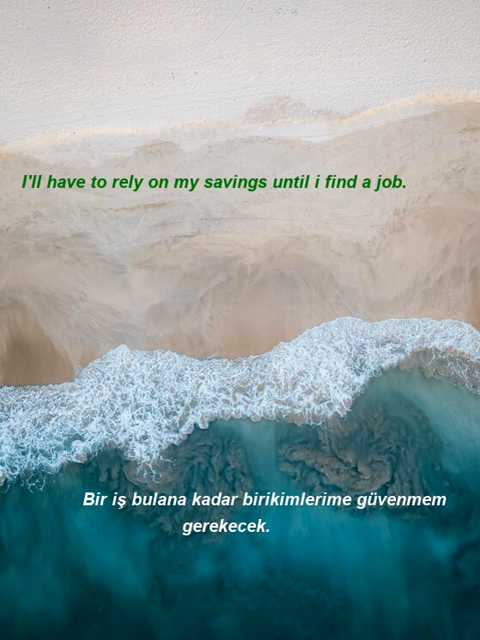 I'll have to rely on my savings until i find a job.
Bir iş bulana kadar birikimlerime güvenmem
gerekecek.